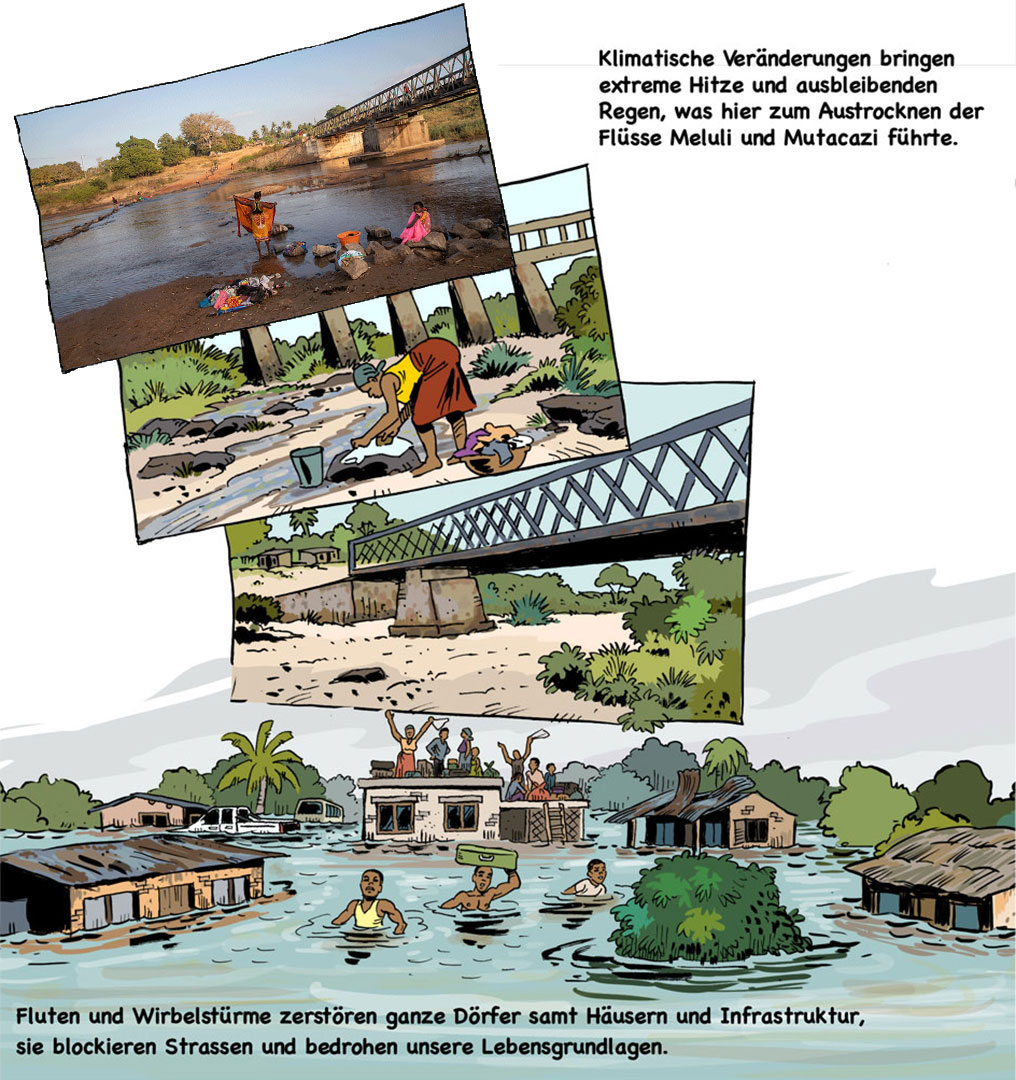 Klimatische Veränderungen bringen
extreme Hitze und ausbleibenden
Regen, was hier zum Austrocknen der
Flüsse Meluli und Mutacazi führte.
Fluten und Wirbelstürme zerstören ganze Dörfer samt Häusern und Infrastruktur,
sie blockieren Strassen und bedrohen unsere Lebensgrundlagen.